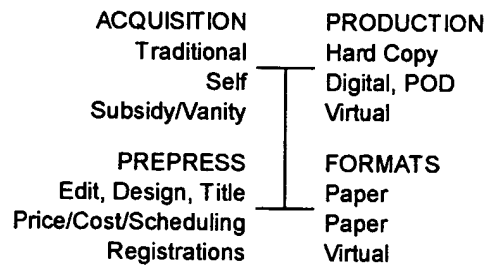 ACQUISITION
Traditional
Self
Subsidy/Vanity
PRODUCTION
Hard Copy
Digital, POD
Virtual
PREPRESS
Edit, Design, Title
Price/Cost/Scheduling
Registrations
FORMATS
Paper
Paper
Virtual